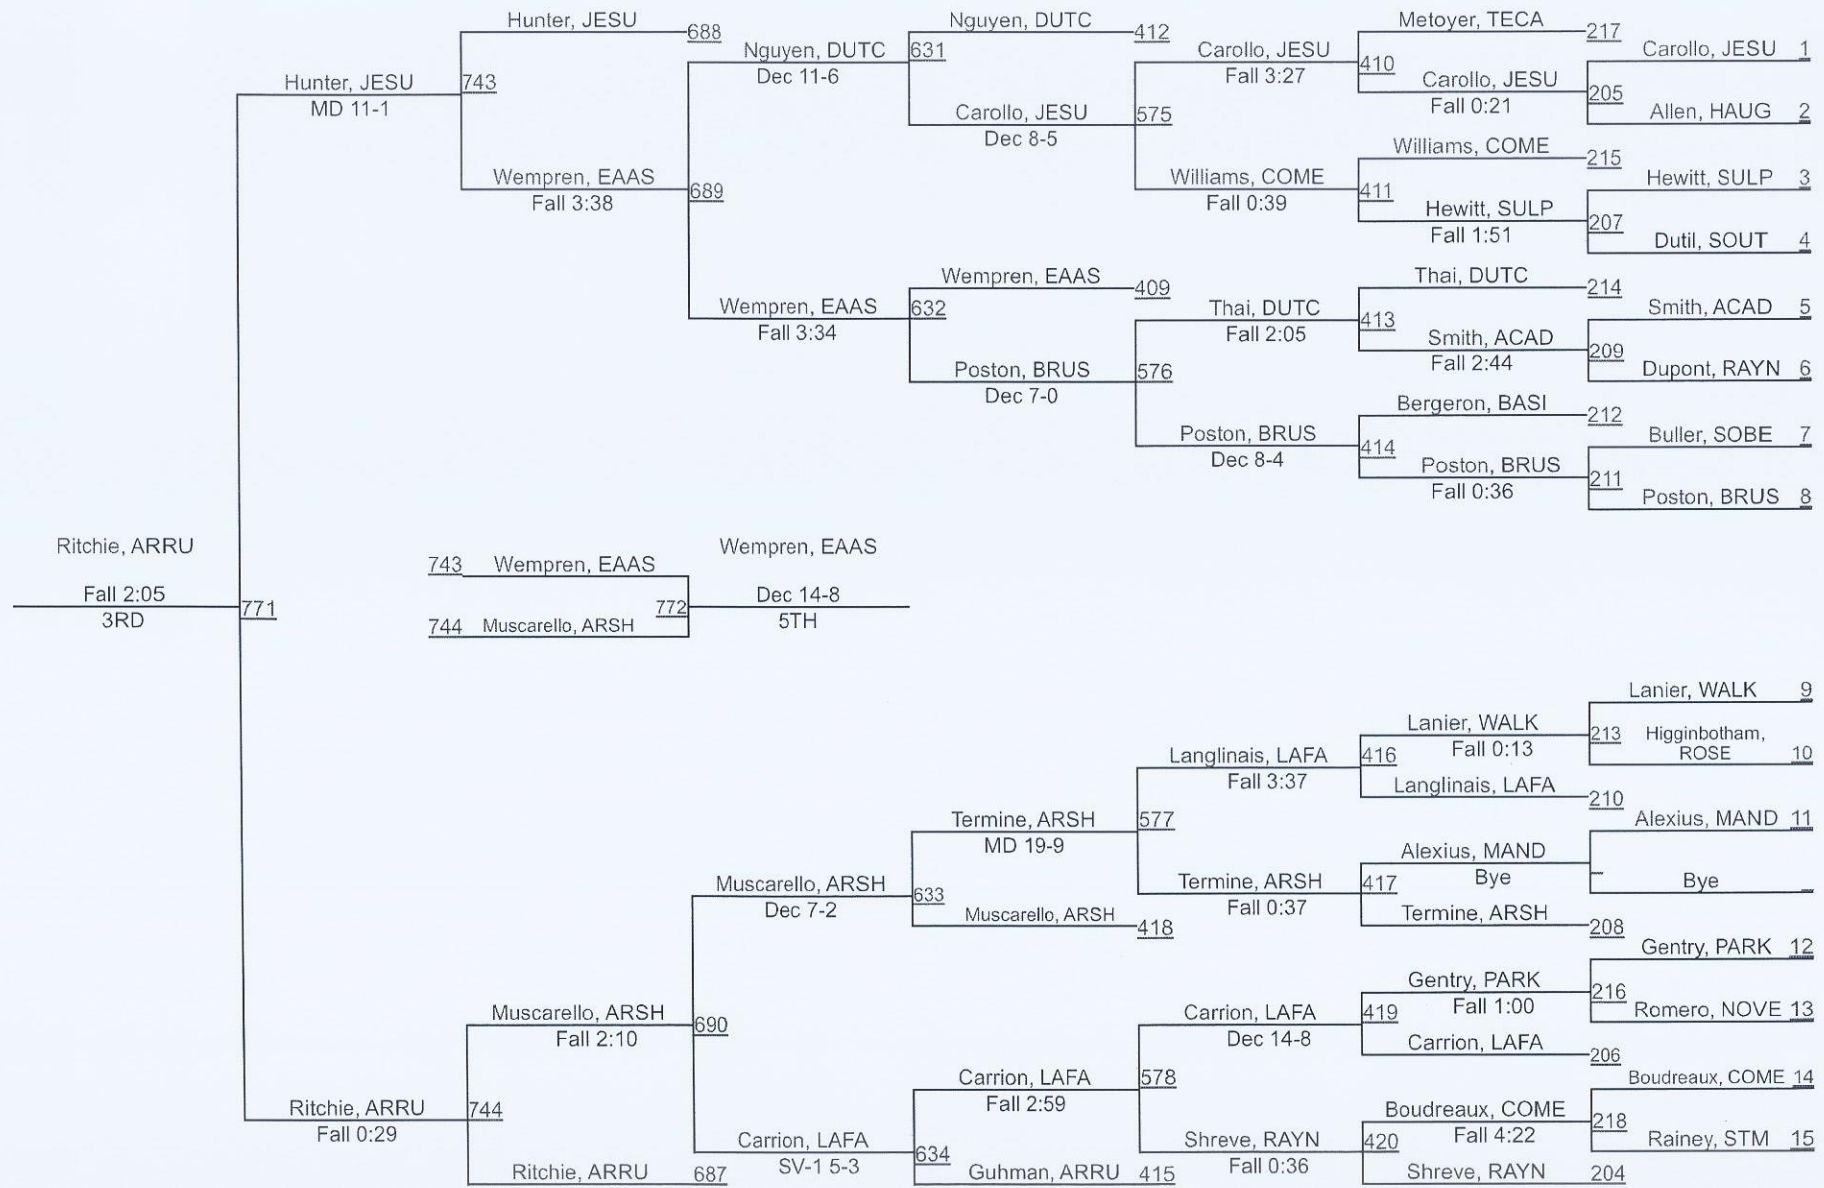 Hunter, JESU
688
Nguyen, DUTC
412
Metoyer, TECA
217
Nguyen, DUTC
631
Dec 11-6
Carollo, JESU
Fall 3:27
410
Carollo, JESU 1
Carollo, JESU
Fall 0:21
205
Hunter, JESU
MD 11-1
743
Carollo, JESU
Dec 8-5
575
Allen, HAUG 2
Williams, COME
215
Wempren, EAAS
Fall 3:38
689
Williams, COME
Fall 0:39
411
Hewitt, SULP 3
Hewitt, SULP
Fall 1:51
207
Dutil, SOUT 4
Wempren, EAAS
409
Thai, DUTC
214
Wempren, EAAS
Fall 3:34
632
Thai, DUTC
Fall 2:05
413
Smith, ACAD 5
Smith, ACAD
Fall 2:44
209
Poston, BRUS
Dec 7-0
576
Dupont, RAYN 6
Bergeron, BASI
212
Poston, BRUS
Dec 8-4
414
Buller, SOBE 7
Poston, BRUS
Fall 0:36
211
Poston, BRUS 8
Ritchie, ARRU
Fall 2:05
3RD
771
743 Wempren, EAAS
744 Muscarello, ARSH
772
Wempren, EAAS
Dec 14-8
5TH
Lanier, WALK 9
Lanier, WALK
Fall 0:13
213
Higginbotham,
ROSE 10
Langlinais, LAFA
Fall 3:37
416
Langlinais, LAFA
210
Termine, ARSH
MD 19-9
577
Alexius, MAND 11
Alexius, MAND
Bye
Bye
Muscarello, ARSH
Dec 7-2
633
Termine, ARSH
Fall 0:37
417
Muscarello, ARSH
418
Termine, ARSH
208
Gentry, PARK 12
Gentry, PARK
Fall 1:00
216
Muscarello, ARSH
Fall 2:10
690
Carrion, LAFA
Dec 14-8
419
Romero, NOVE 13
Carrion, LAFA
206
Carrion, LAFA
Fall 2:59
578
Boudreaux, COME 14
Ritchie, ARRU
Fall 0:29
744
Boudreaux, COME
Fall 4:22
218
Carrion, LAFA
SV-1 5-3
634
Shreve, RAYN
Fall 0:36
420
Rainey, STM 15
Ritchie, ARRU
687
Guhman, ARRU
415
Shreve, RAYN
204